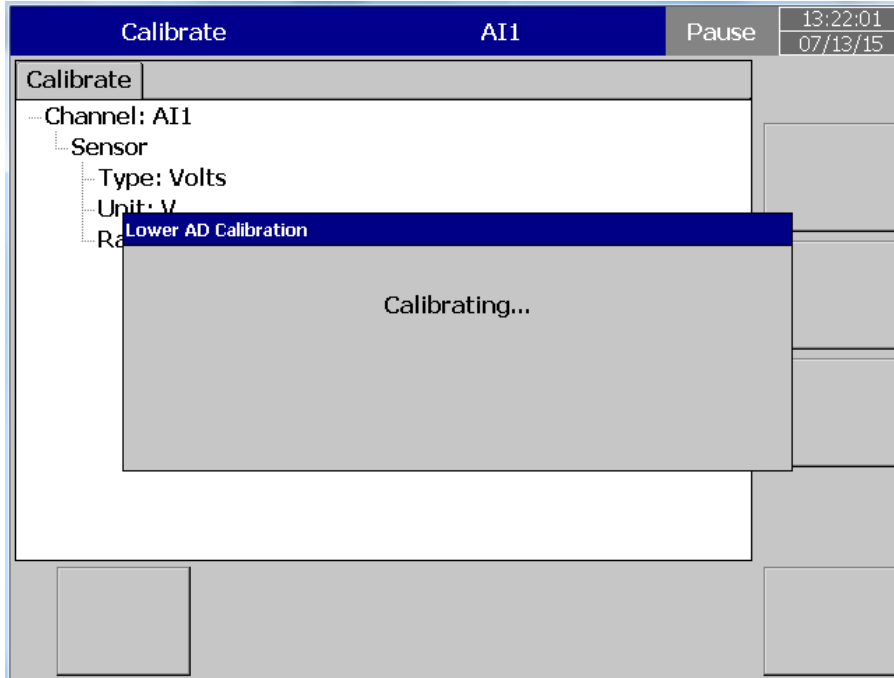 Calibrate AI1 Pause 13:22:01
07/13/15
Calibrate
Channel: AI1
Sensor
Type: Volts
Unit: V
Lower AD Calibration
Calibrating...